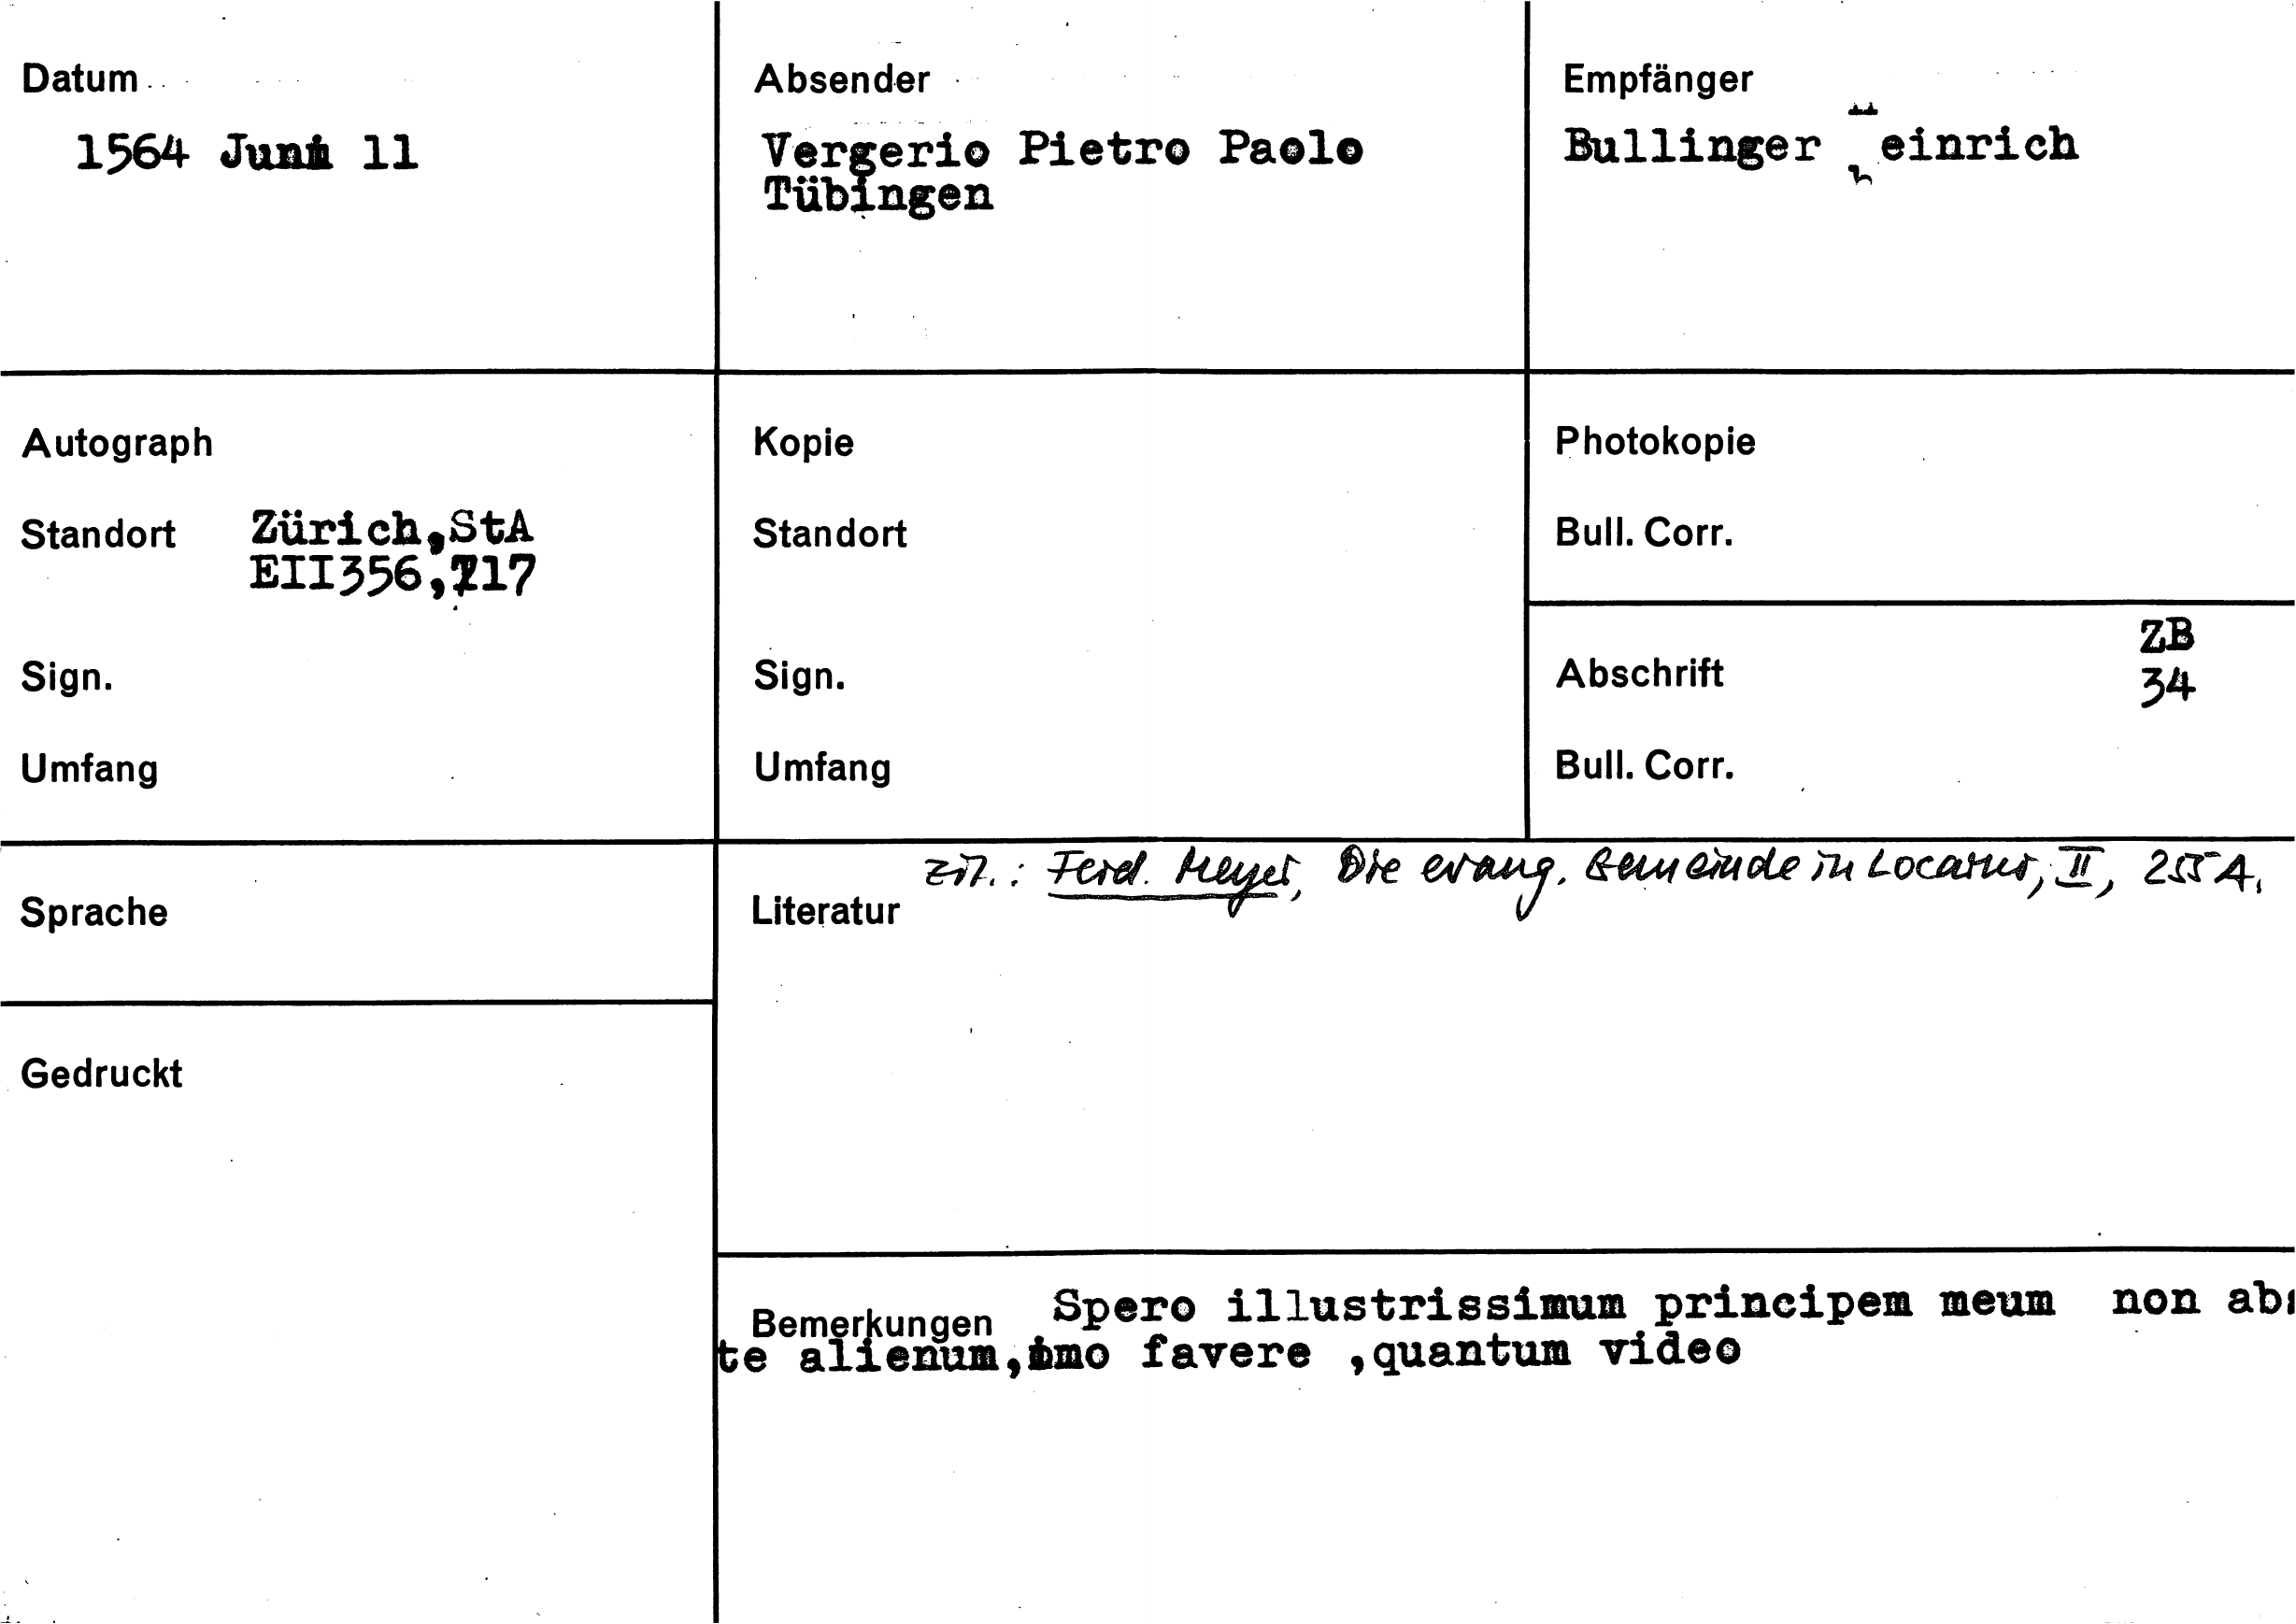 Datum
1564 Juni 11
Absender
Vergerio Pietro Paolo
Tübingen
Empfänger
Bullinger Heinrich
Autograph
Standort Zürich,StA
EII356,717
Sign.
Umfang
Kopie
Standort
Sign.
Umfang
Photokopie
Bull. Corr.
ZB
Abschrift 34
Bull. Corr.
Sprache
Gedruckt
zit.: Ferd. Meyer, Die evang. Gemeinde in Locarno, II, 255 A.
Literatur
Bemerkungen Spero illustrissimum principem meum non abs
te alienum,imo favere ,quantum video